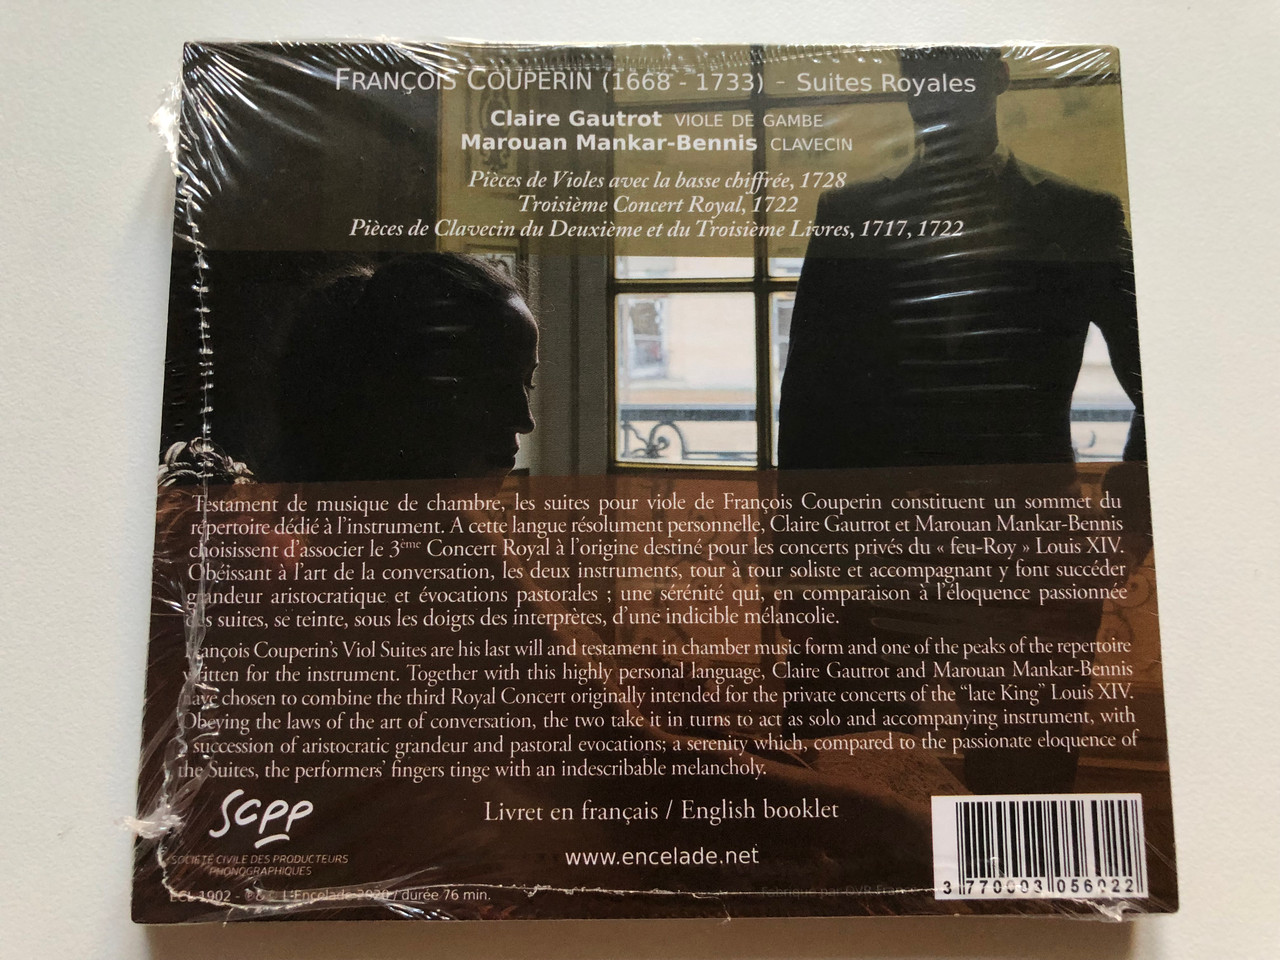 FRANÇOIS COUPERIN (1668 - 1733) – Suites Royales
Claire Gautrot VIOLE DE GAMBE
Marouan Mankar-Bennis CLAVECIN
Pièces de Violes avec la basse chiffrée, 1728
Troisième Concert Royal, 1722
Pièces de Clavecin du Deuxième et du Troisième Livres, 1717, 1722
Testament de musique de chambre, les suites pour viole de François Couperin constituent un sommet du
répertoire dédié à l'instrument. A cette langue résolument personnelle, Claire Gautrot et Marouan Mankar-Bennis
choisissent d'associer le 3ème Concert Royal à l'origine destiné pour les concerts privés du « feu-Roy » Louis XIV.
Obéissant à l'art de la conversation, les deux instruments, tour à tour soliste et accompagnant y font succéder
grandeur aristocratique et évocations pastorales ; une sérénité qui, en comparaison à l'éloquence passionnée
des suites, se teinte, sous les doigts des interprètes, d'une indicible mélancolie.
François Couperin's Viol Suites are his last will and testament in chamber music form and one of the peaks of the repertoire
written for the instrument. Together with this highly personal language, Claire Gautrot and Marouan Mankar-Bennis
have chosen to combine the third Royal Concert originally intended for the private concerts of the “late King” Louis XIV.
Obeying the laws of the art of conversation, the two take it in turns to act as solo and accompanying instrument, with
a succession of aristocratic grandeur and pastoral evocations; a serenity which, compared to the passionate eloquence of
the Suites, the performers' fingers tinge with an indescribable melancholy.
SCPP
Livret en français / English booklet
SOCIÉTÉ CIVILE DES PRODUCTEURS
PHONOGRAPHIQUES
www.encelade.net
ECL 1902 - ℗&© L'Encelade 2020 / durée 76 min.
Fabriqué par DVR France
3 770003 056022